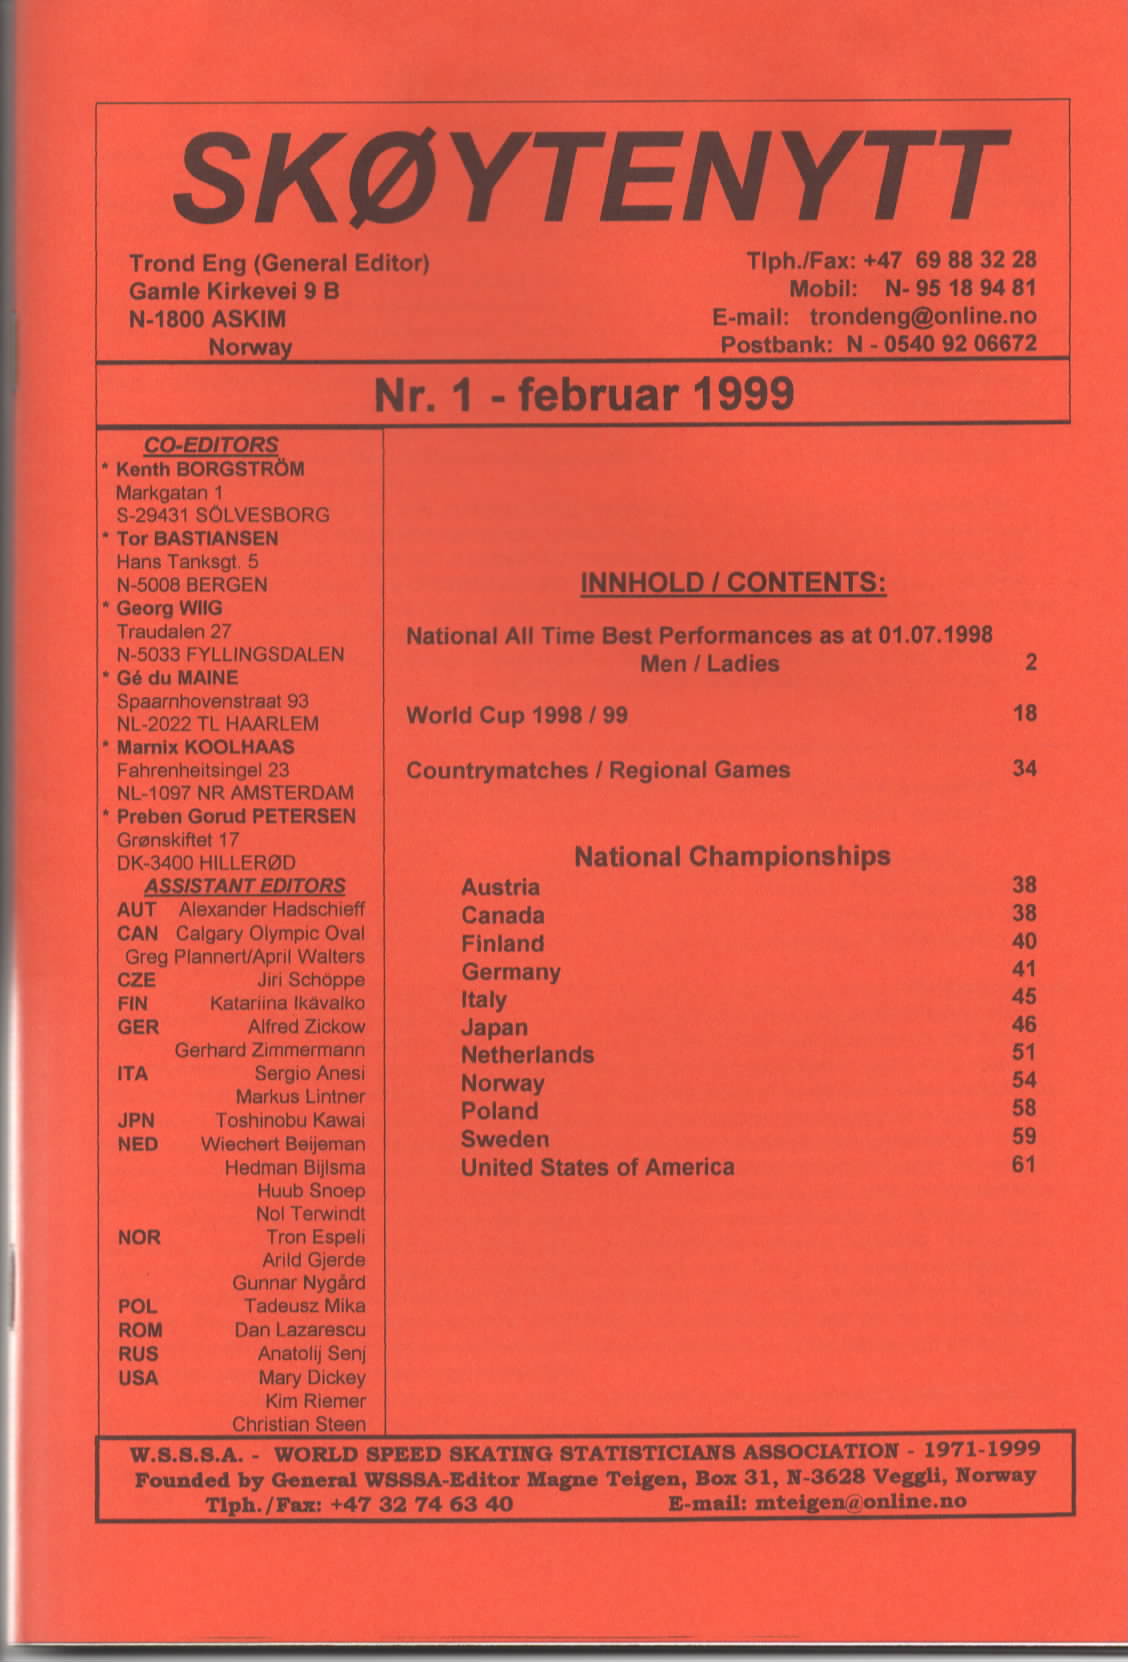 SKØYTENYTT
Trond Eng (General Editor)
Gamle Kirkevei 9 B
N-1800 ASKIM
Norway
Tlph./Fax: +47 69 88 32 28
Mobil: N- 95 18 94 81
E-mail: trondeng@online.no
Postbank: N - 0540 92 06672
Nr. 1 - februar 1999
CO-EDITORS
* Kenth BORGSTRÖM
Markgatan 1
S-29431 SÖLVESBORG
* Tor BASTIANSEN
Hans Tanksgt. 5
N-5008 BERGEN
* Georg WIIG
Traudalen 27
N-5033 FYLLINGSDALEN
* Gé du MAINE
Spaarnhovenstraat 93
NL-2022 TL HAARLEM
* Marnix KOOLHAAS
Fahrenheitsingel 23
NL-1097 NR AMSTERDAM
* Preben Gorud PETERSEN
Grønskiftet 17
DK-3400 HILLERØD
ASSISTANT EDITORS
AUT Alexander Hadschieff
CAN Calgary Olympic Oval
Greg Plannert/April Walters
CZE Jiri Schöppe
FIN Katariina Ikävalko
GER Alfred Zickow
Gerhard Zimmermann
ITA Sergio Anesi
Markus Lintner
JPN Toshinobu Kawai
NED Wiechert Beijeman
Hedman Bijlsma
Huub Snoep
Nol Terwindt
NOR Tron Espeli
Arild Gjerde
Gunnar Nygård
POL Tadeusz Mika
ROM Dan Lazarescu
RUS Anatolij Senj
USA Mary Dickey
Kim Riemer
Christian Steen
INNHOLD / CONTENTS:
National All Time Best Performances as at 01.07.1998
Men / Ladies 2
World Cup 1998 / 99 18
Countrymatches / Regional Games 34
National Championships
Austria 38
Canada 38
Finland 40
Germany 41
Italy 45
Japan 46
Netherlands 51
Norway 54
Poland 58
Sweden 59
United States of America 61
W.S.S.S.A. - WORLD SPEED SKATING STATISTICIANS ASSOCIATION - 1971-1999
Founded by General WSSSA-Editor Magne Teigen, Box 31, N-3628 Veggli, Norway
Tlph./Fax: +47 32 74 63 40 E-mail: mteigen@online.no